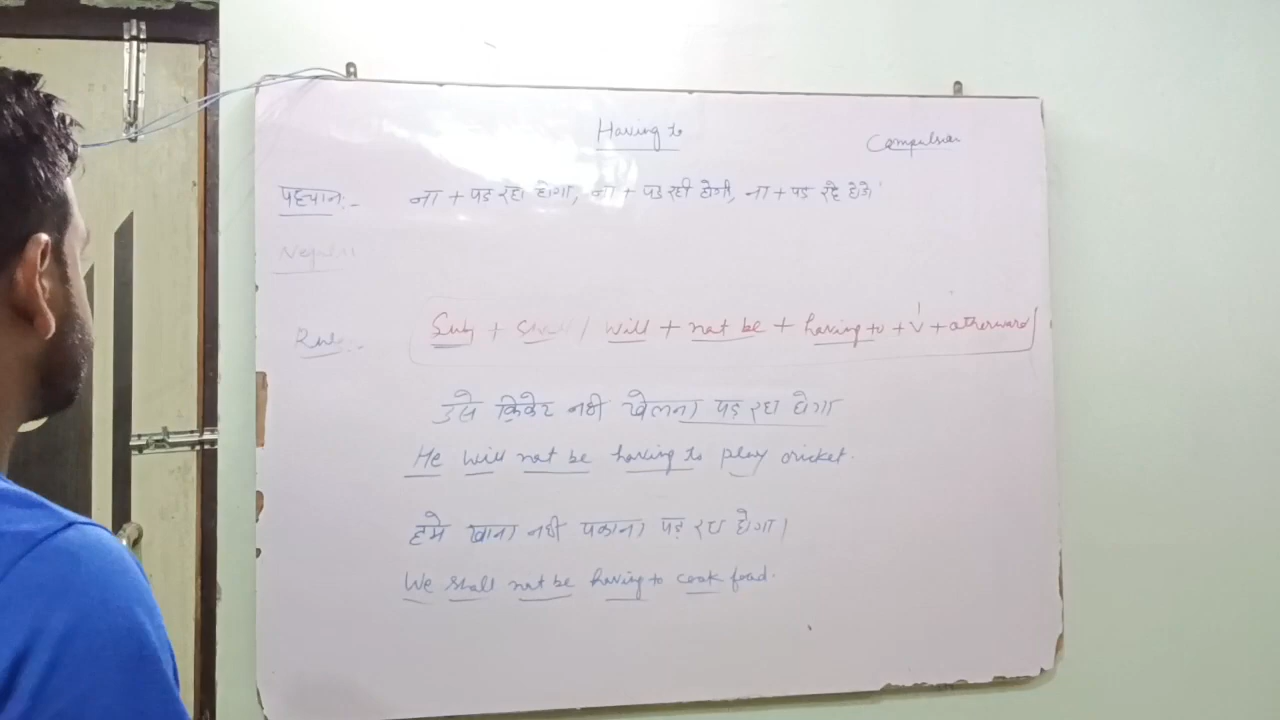 Having to
Compulsion
पहचान:-
ना + पड़ रहा होगा, ना + पड़ रही होगी, ना + पड़ रहे होंगे
Negative
Rule:-
Sub + Shall / will + not be + having to + V¹ + otherword
उसे क्रिकेट नहीं खेलना पड़ रहा होगा
He will not be having to play cricket.
हमे खाना नहीं पकाना पड़ रहा होगा।
We shall not be having to cook food.